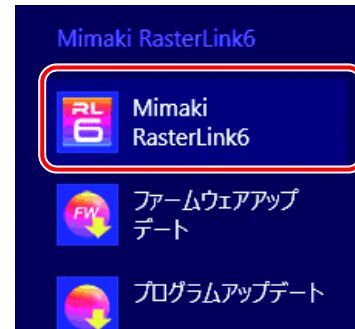 Mimaki RasterLink6
RL
6
Mimaki
RasterLink6
FW
ファームウェアアップ
デート
プログラムアップデート